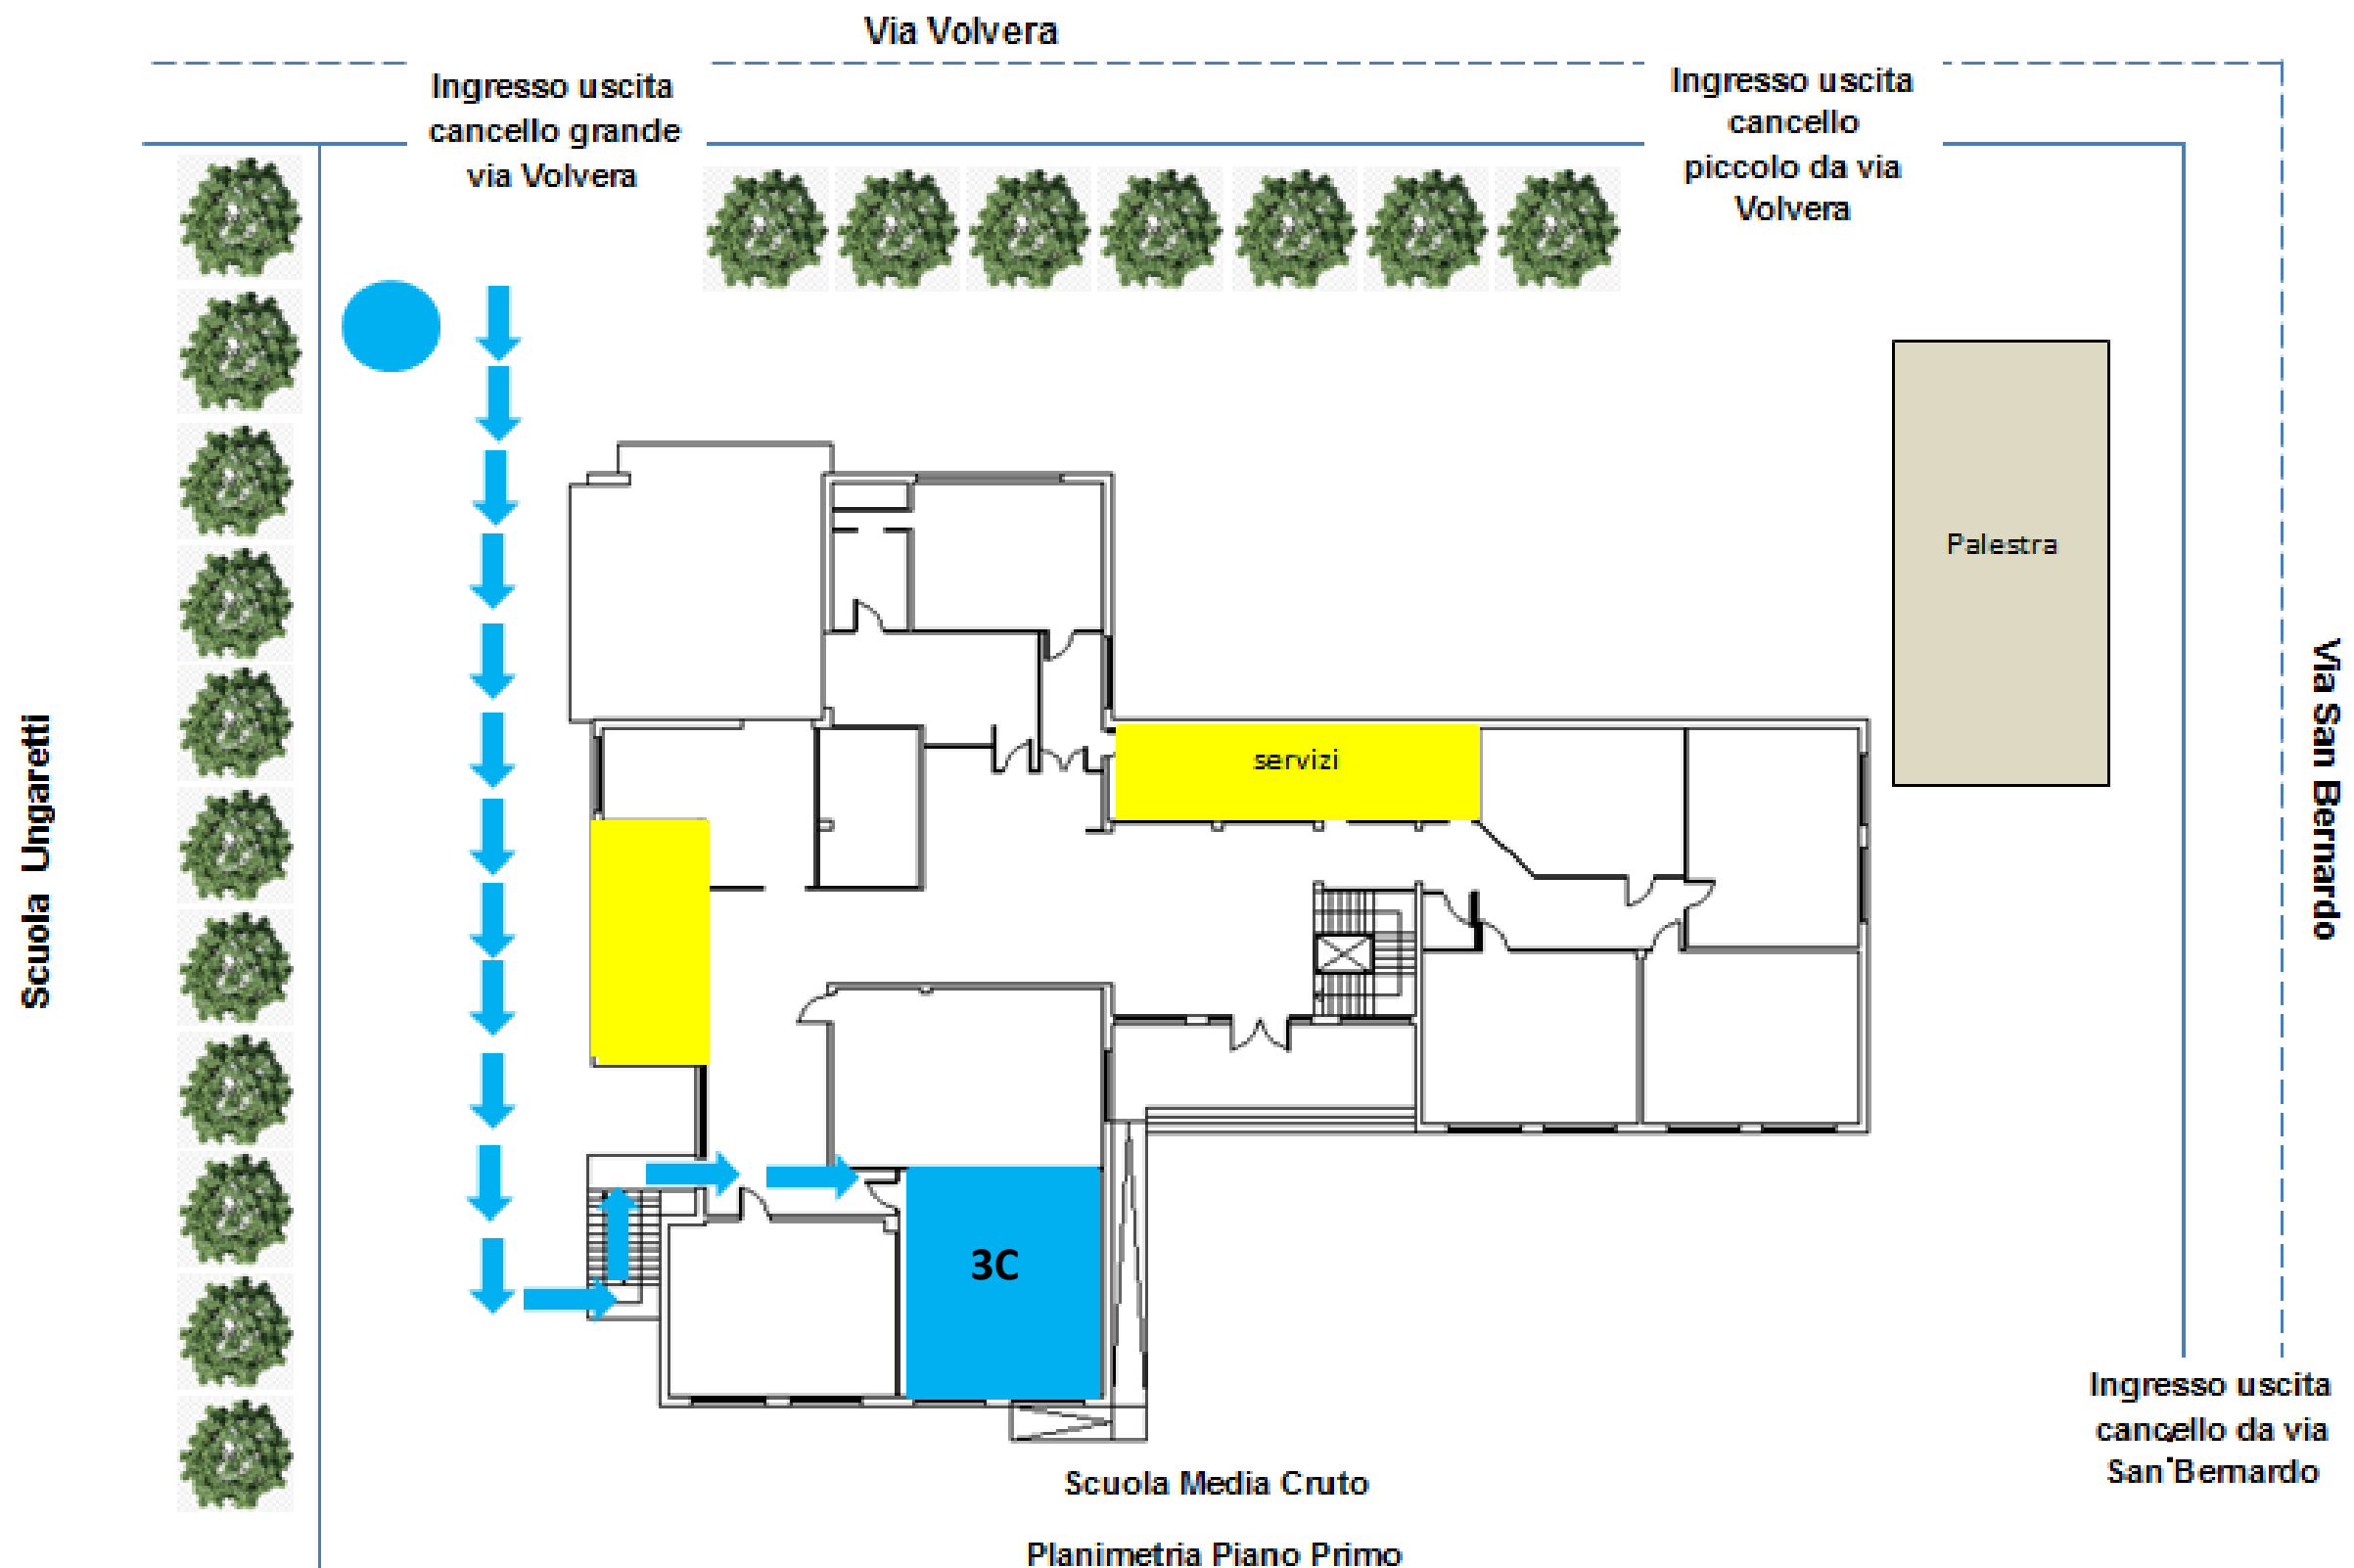 Via Volvera
Ingresso uscita
cancello grande
via Volvera
Ingresso uscita
cancello
piccolo da via
Volvera
Palestra
Scuola Ungaretti
Via San Bernardo
servizi
3C
Ingresso uscita
cancello da via
San Bernardo
Scuola Media Cruto
Planimetria Piano Primo